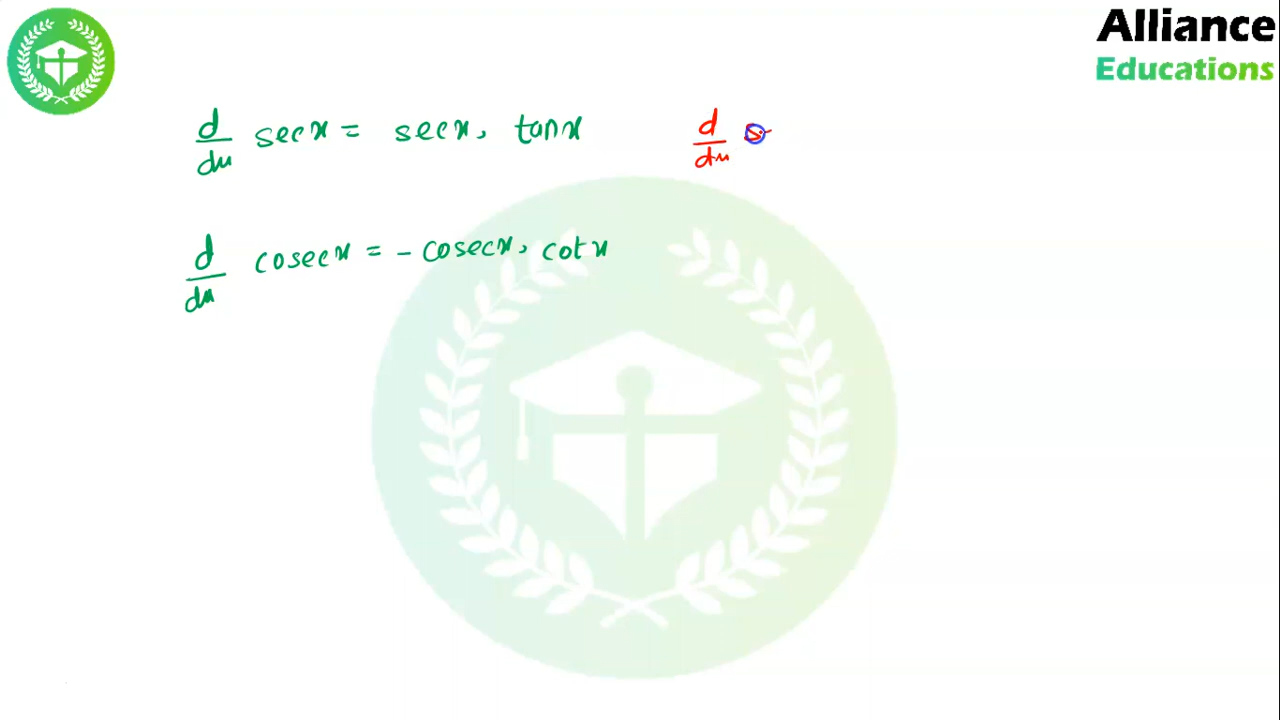 Alliance
Educations
d/dx secx = secx. tanx
d/dx s
d/dx cosecx = - cosecx. cotx